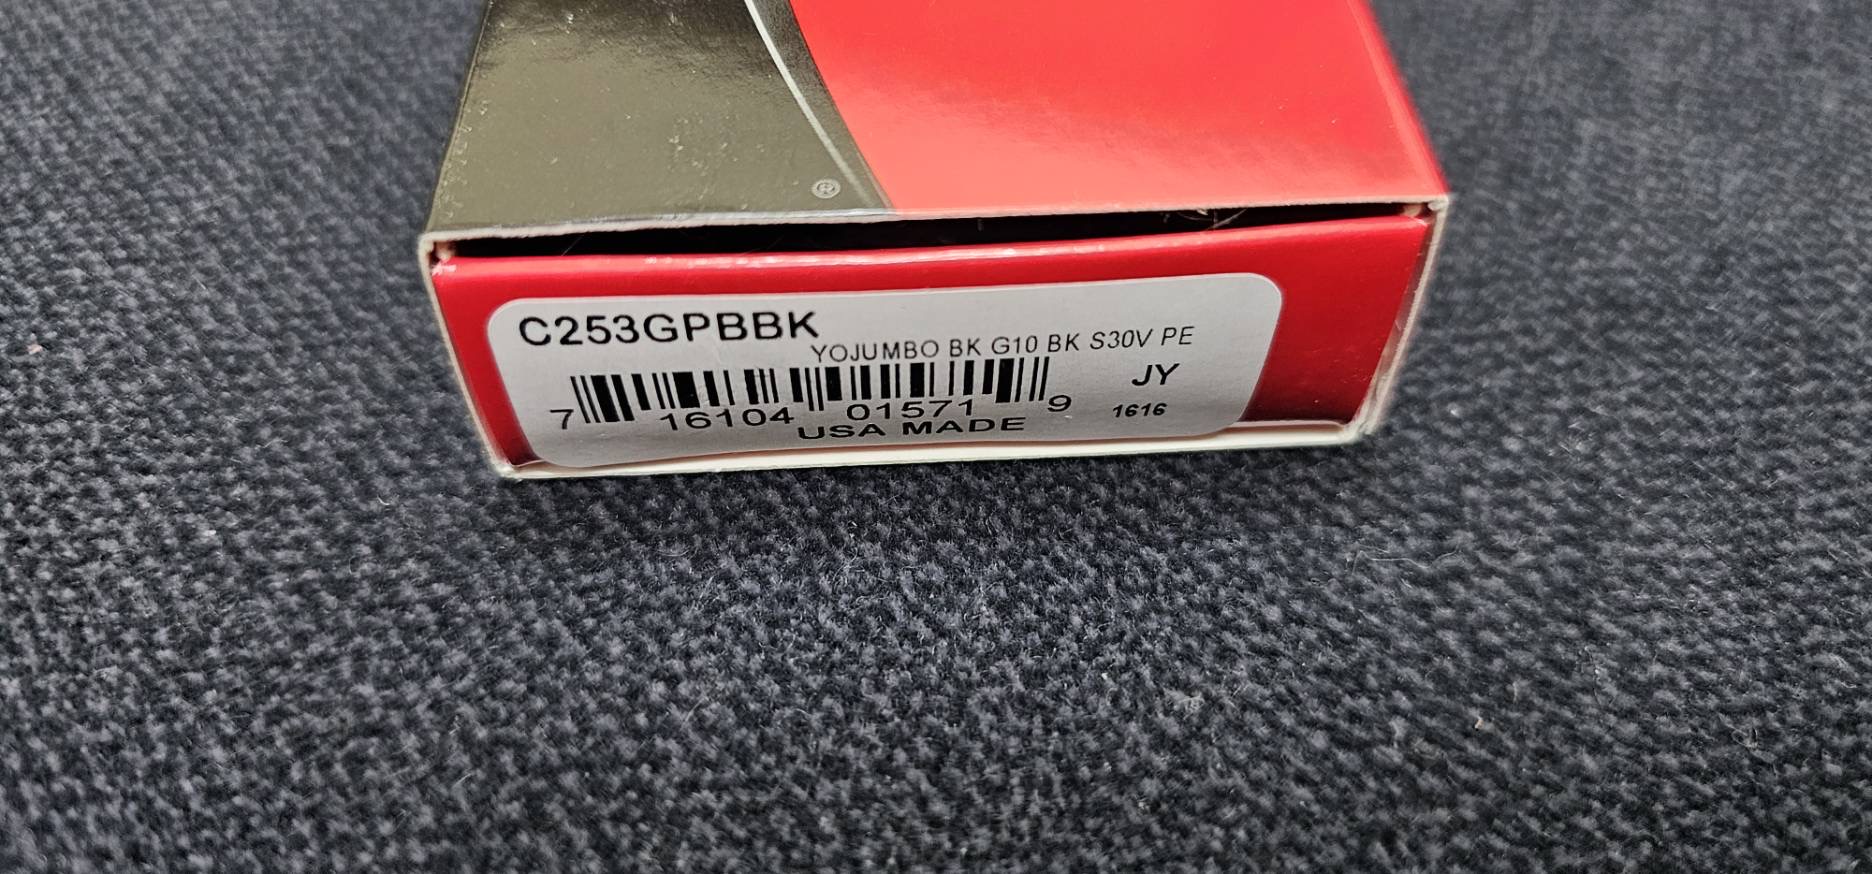 ®
C253GPBBK
YOJUMBO BK G10 BK S30V PE
JY
7 16104 01571 9
1616
USA MADE